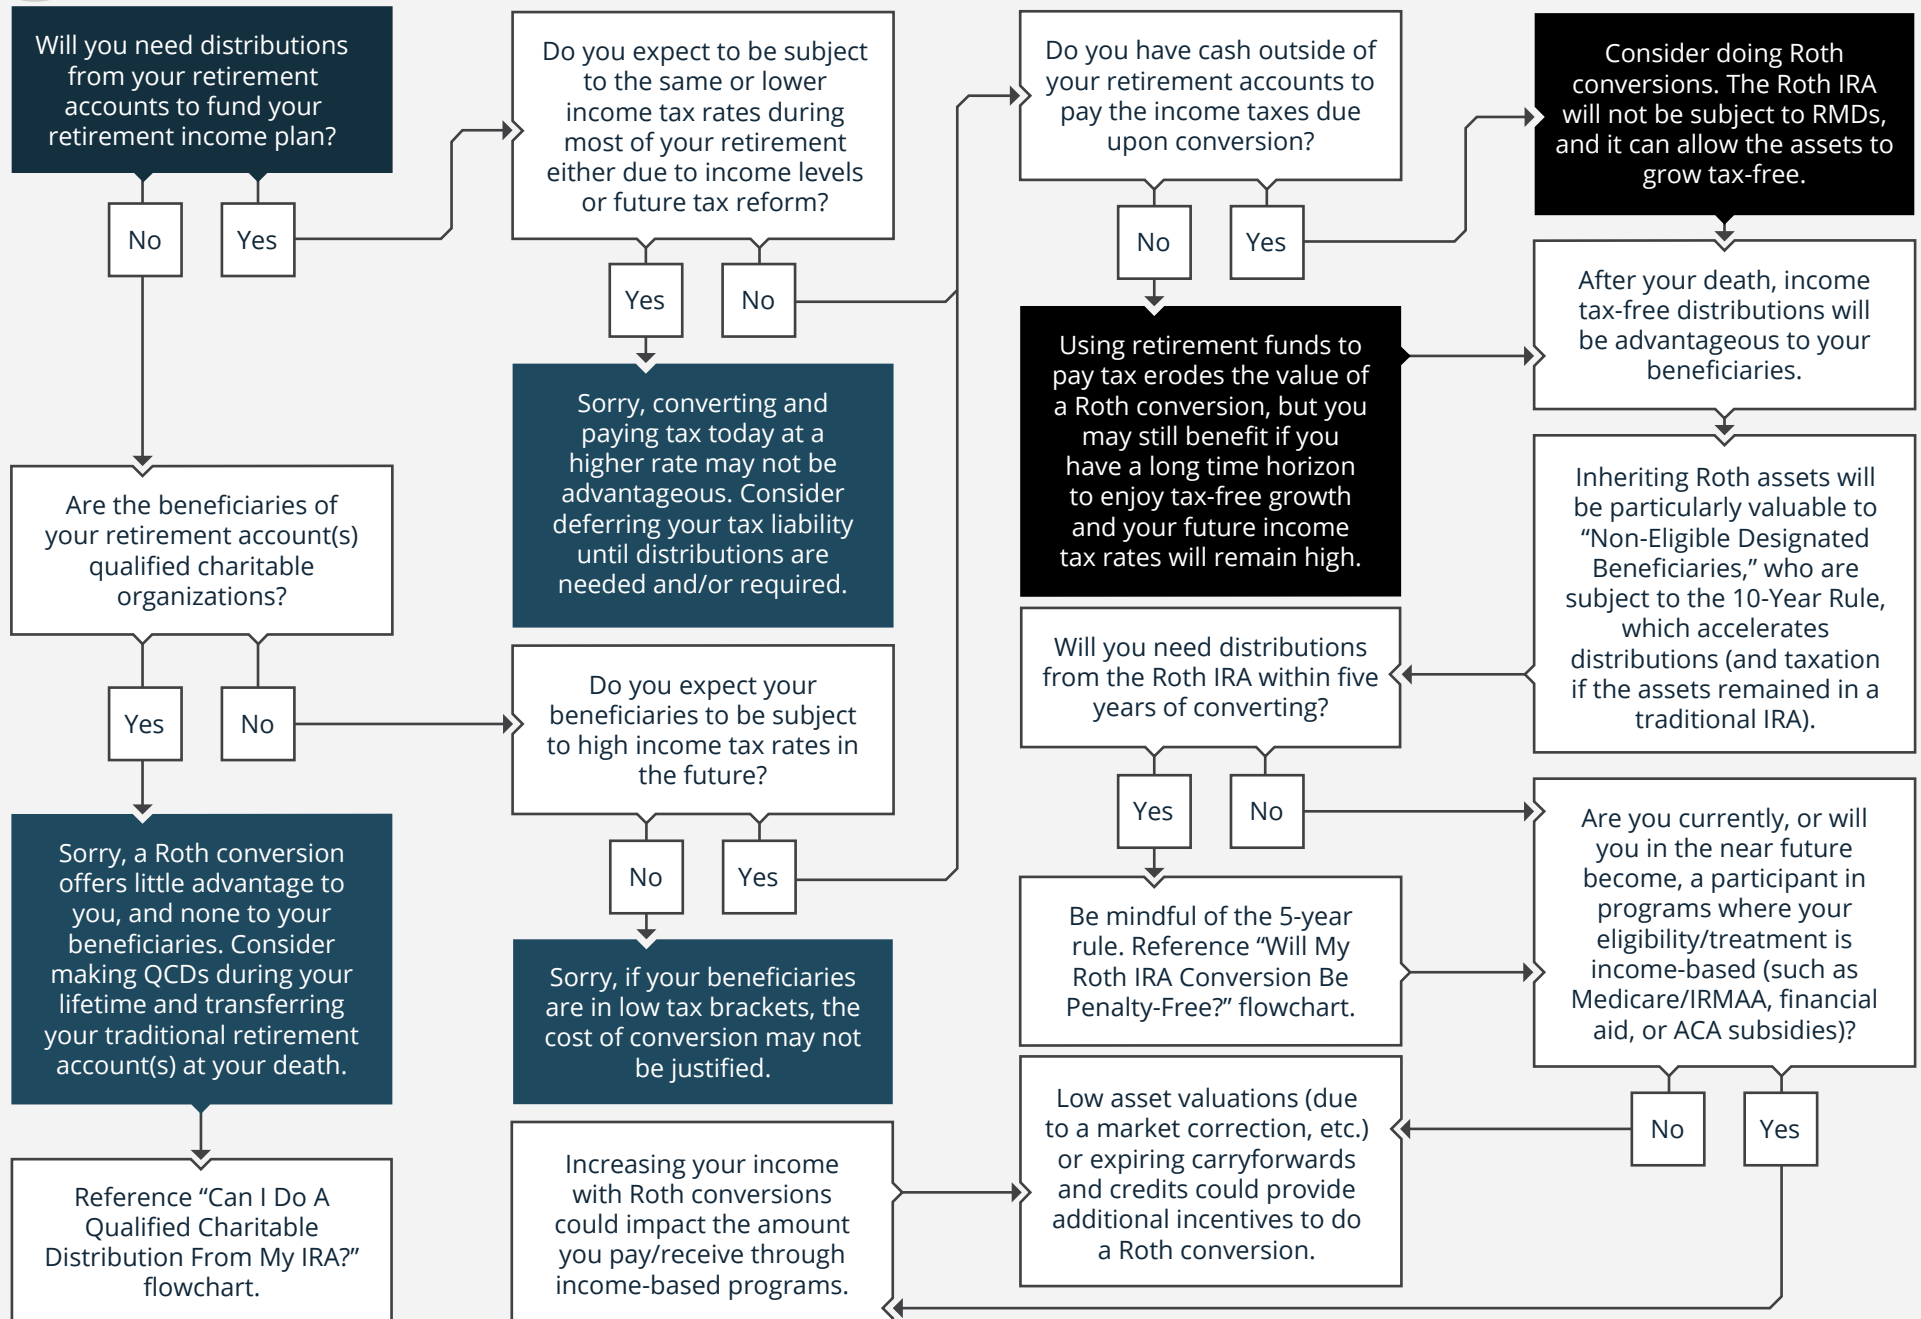 Will you need distributions
from your retirement
accounts to fund your
retirement income plan?
No
Yes
Are the beneficiaries of
your retirement account(s)
qualified charitable
organizations?
Yes
No
Sorry, a Roth conversion
offers little advantage to
you, and none to your
beneficiaries. Consider
making QCDs during your
lifetime and transferring
your traditional retirement
account(s) at your death.
Reference “Can I Do A
Qualified Charitable
Distribution From My IRA?”
flowchart.
Do you expect to be subject
to the same or lower
income tax rates during
most of your retirement
either due to income levels
or future tax reform?
Yes
No
Sorry, converting and
paying tax today at a
higher rate may not be
advantageous. Consider
deferring your tax liability
until distributions are
needed and/or required.
Do you expect your
beneficiaries to be subject
to high income tax rates in
the future?
No
Yes
Sorry, if your beneficiaries
are in low tax brackets, the
cost of conversion may not
be justified.
Increasing your income
with Roth conversions
could impact the amount
you pay/receive through
income-based programs.
Do you have cash outside of
your retirement accounts to
pay the income taxes due
upon conversion?
No
Yes
Using retirement funds to
pay tax erodes the value of
a Roth conversion, but you
may still benefit if you
have a long time horizon
to enjoy tax-free growth
and your future income
tax rates will remain high.
Will you need distributions
from the Roth IRA within five
years of converting?
Yes
No
Be mindful of the 5-year
rule. Reference “Will My
Roth IRA Conversion Be
Penalty-Free?” flowchart.
Low asset valuations (due
to a market correction, etc.)
or expiring carryforwards
and credits could provide
additional incentives to do
a Roth conversion.
Consider doing Roth
conversions. The Roth IRA
will not be subject to RMDs,
and it can allow the assets to
grow tax-free.
After your death, income
tax-free distributions will
be advantageous to your
beneficiaries.
Inheriting Roth assets will
be particularly valuable to
“Non-Eligible Designated
Beneficiaries,” who are
subject to the 10-Year Rule,
which accelerates
distributions (and taxation
if the assets remained in a
traditional IRA).
Are you currently, or will
you in the near future
become, a participant in
programs where your
eligibility/treatment is
income-based (such as
Medicare/IRMAA, financial
aid, or ACA subsidies)?
No
Yes